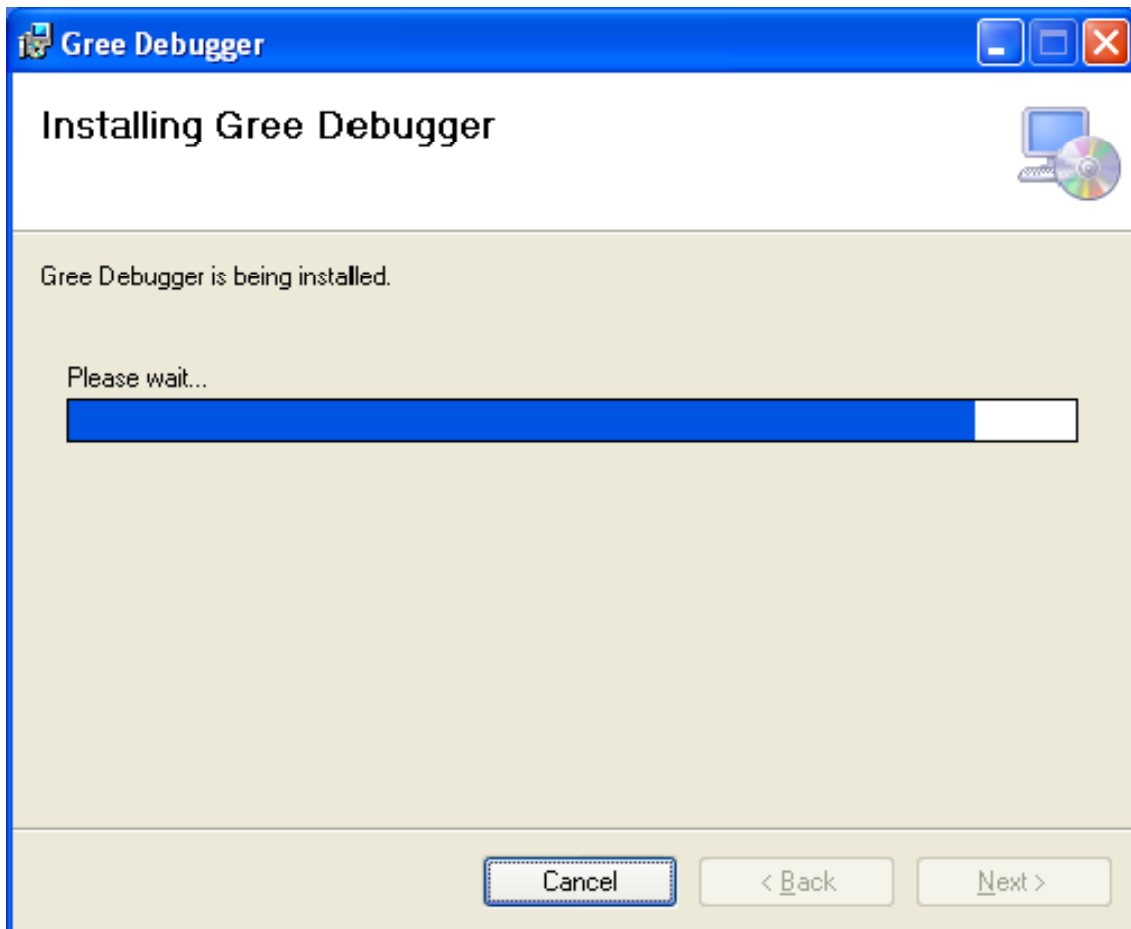 Gree Debugger
Installing Gree Debugger
Gree Debugger is being installed.
Please wait...
Cancel
< Back
Next >